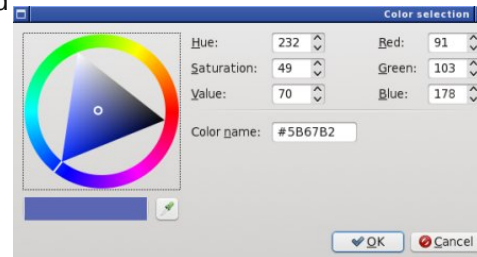 d
Color selection
Hue: 232 Red: 91
Saturation: 49 Green: 103
Value: 70 Blue: 178
Color name: #5B67B2
OK Cancel